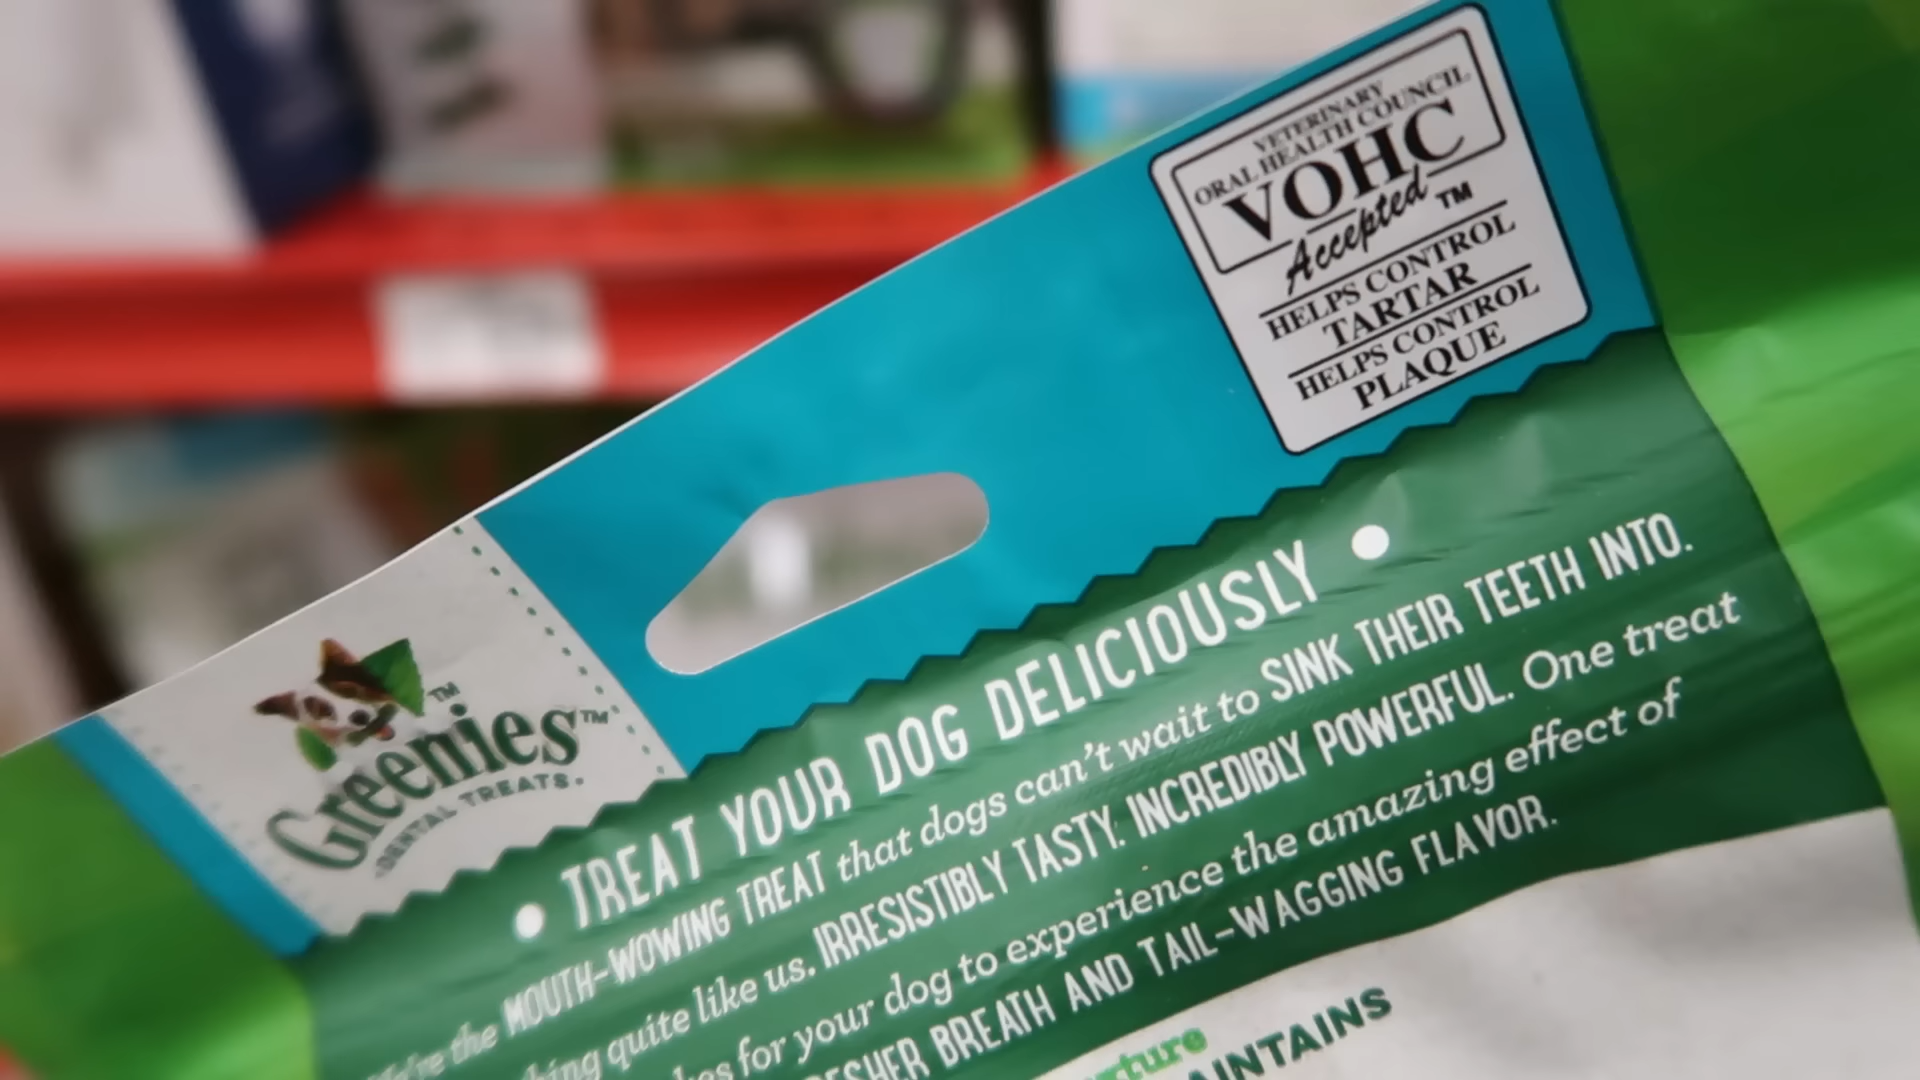 VETERINARY
ORAL HEALTH COUNCIL
VOHC
Accepted™
HELPS CONTROL
TARTAR
HELPS CONTROL
PLAQUE
™
Greenies™
DENTAL TREATS.
• TREAT YOUR DOG DELICIOUSLY •
the MOUTH-WOWING TREAT that dogs can't wait to SINK THEIR TEETH INTO.
quite like us. IRRESISTIBLY TASTY. INCREDIBLY POWERFUL. One treat
for your dog to experience the amazing effect of
BREATH AND TAIL-WAGGING FLAVOR.